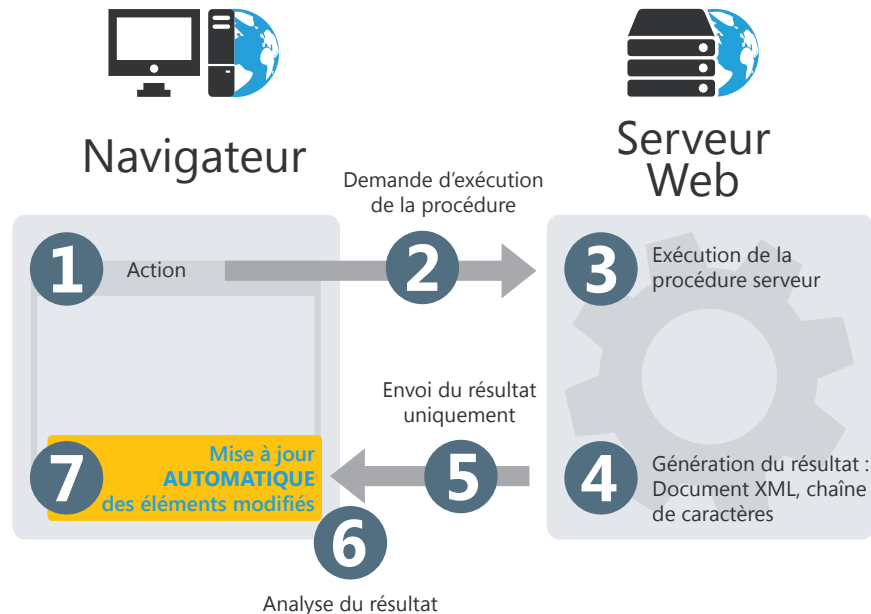 Navigateur
Serveur
Web
Demande d'exécution
de la procédure
1
Action
2
3
Exécution de la
procédure serveur
Envoi du résultat
uniquement
7
Mise à jour
AUTOMATIQUE
des éléments modifiés
5
4
Génération du résultat :
Document XML, chaîne
de caractères
6
Analyse du résultat